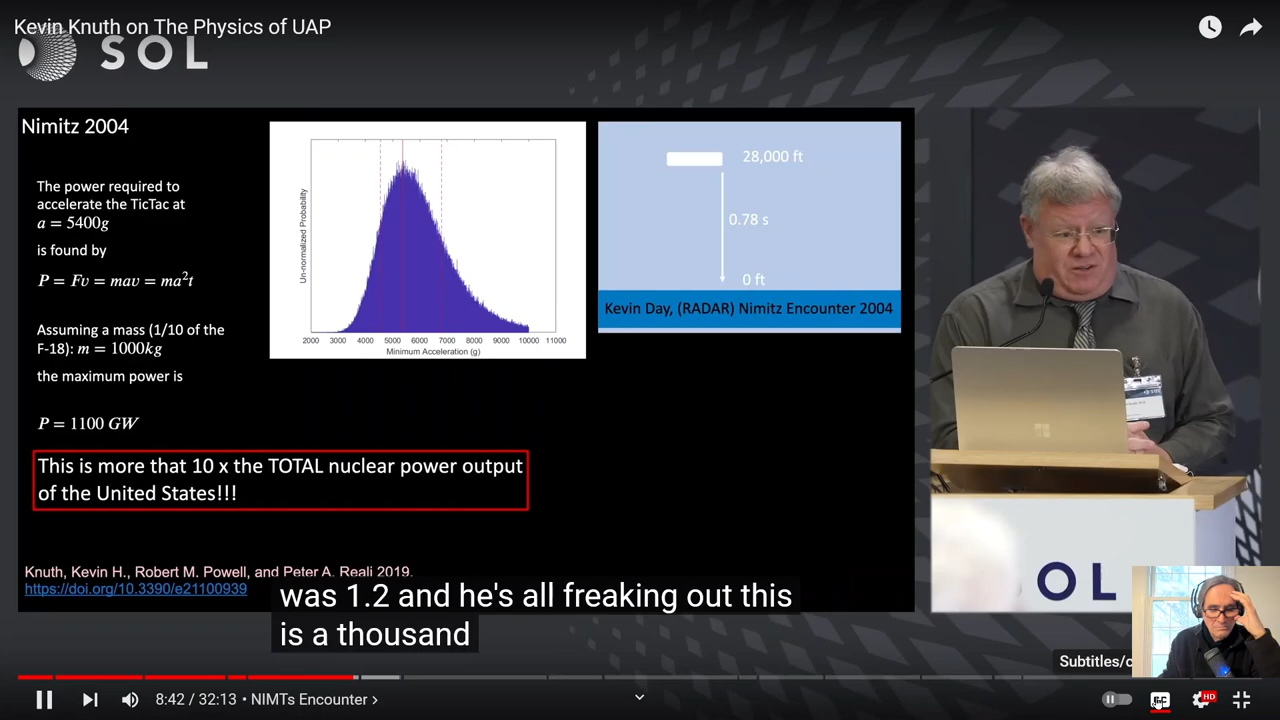 Kevin Knuth on The Physics of UAP
SOL
Nimitz 2004
The power required to
accelerate the TicTac at
a = 5400g
is found by
P = Fv = mav = ma²t
Assuming a mass (1/10 of the
F-18): m = 1000kg
the maximum power is
P = 1100 GW
This is more that 10 x the TOTAL nuclear power output
of the United States!!!
Un-normalized Probability
2000 3000 4000 5000 6000 7000 8000 9000 10000 11000
Minimum Acceleration (g)
28,000 ft
0.78 s
0 ft
Kevin Day, (RADAR) Nimitz Encounter 2004
Knuth, Kevin H., Robert M. Powell, and Peter A. Reali 2019.
https://doi.org/10.3390/e21100939
was 1.2 and he's all freaking out this
is a thousand
OL
Subtitles/c
8:42 / 32:13 • NIMTs Encounter >
HD